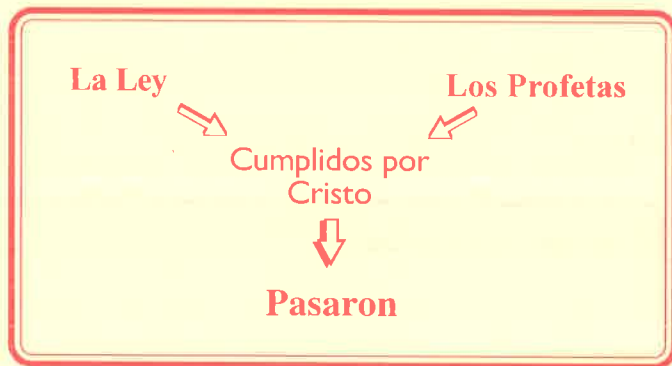 La Ley
Los Profetas
Cumplidos por
Cristo
Pasaron